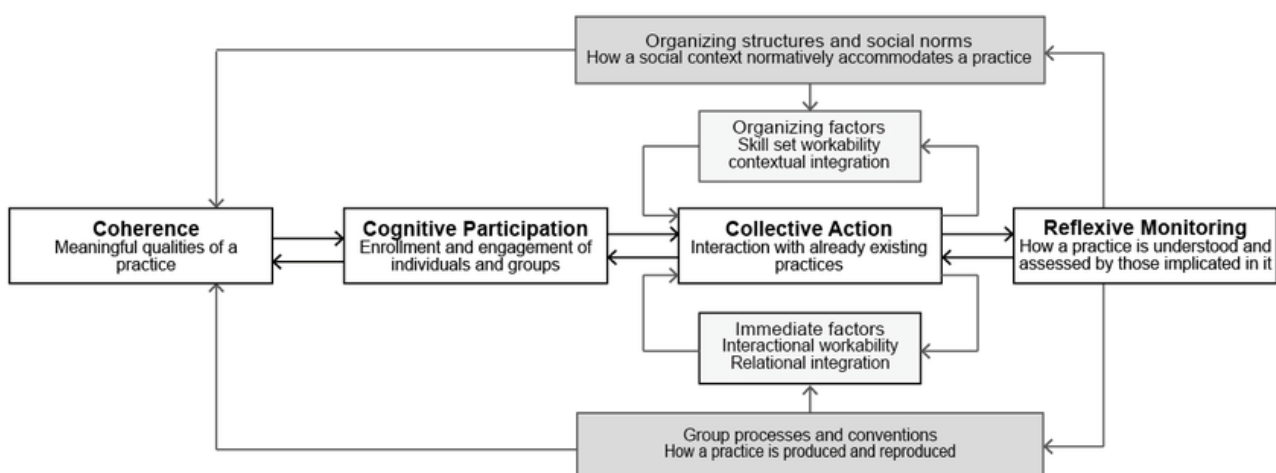 Organizing structures and social norms
How a social context normatively accommodates a practice
Organizing factors
Skill set workability
contextual integration
Coherence
Meaningful qualities of a
practice
Cognitive Participation
Enrollment and engagement of
individuals and groups
Collective Action
Interaction with already existing
practices
Reflexive Monitoring
How a practice is understood and
assessed by those implicated in it
Immediate factors
Interactional workability
Relational integration
Group processes and conventions
How a practice is produced and reproduced